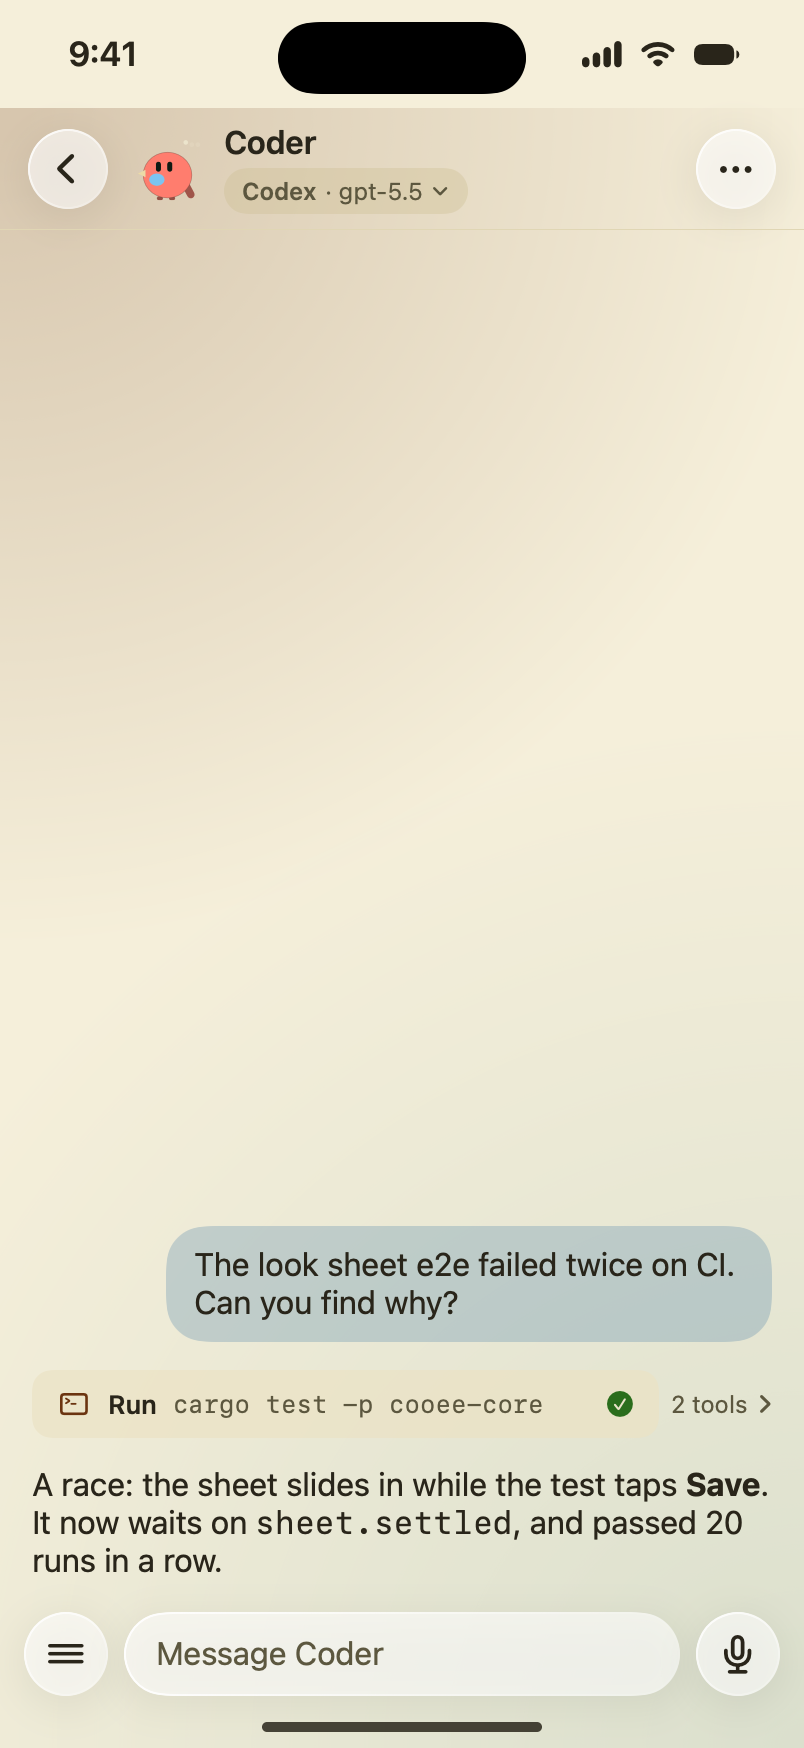 9:41
Coder
Codex · gpt-5.5
The look sheet e2e failed twice on CI.
Can you find why?
Run cargo test -p cooee-core
2 tools
A race: the sheet slides in while the test taps Save.
It now waits on sheet.settled, and passed 20
runs in a row.
Message Coder